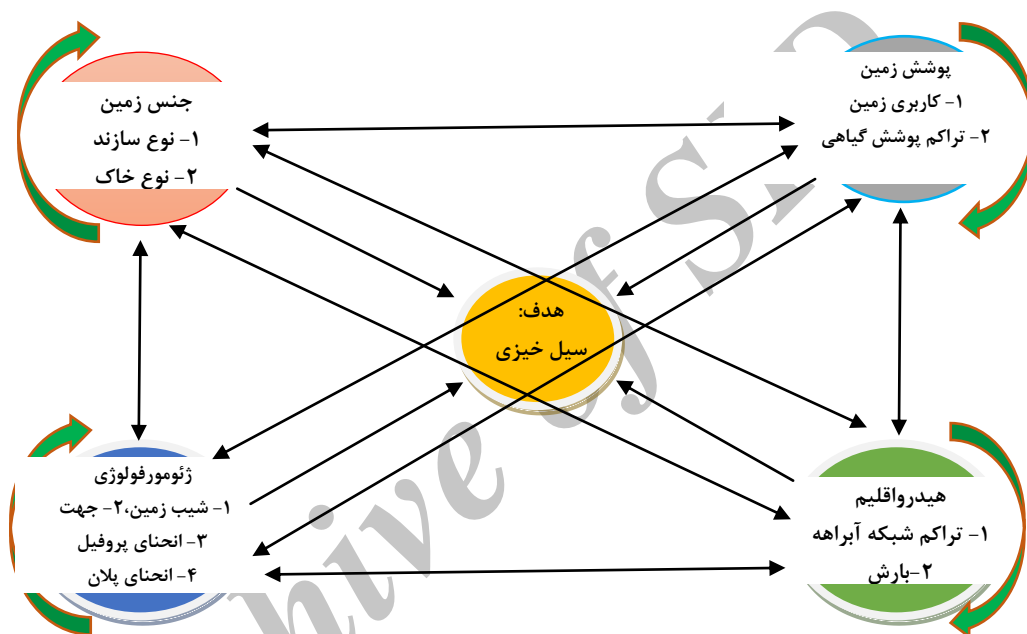 پوشش زمین
۱- کاربری زمین
۲- تراکم پوشش گیاهی
جنس زمین
۱- نوع سازند
۲- نوع خاک
هدف:
سیل خیزی
هیدرواقلیم
۱- تراکم شبکه آبراهه
۲-بارش
ژئومورفولوژی
۱- شیب زمین،۲- جهت
۳- انحنای پروفیل
۴- انحنای پلان
hive of S